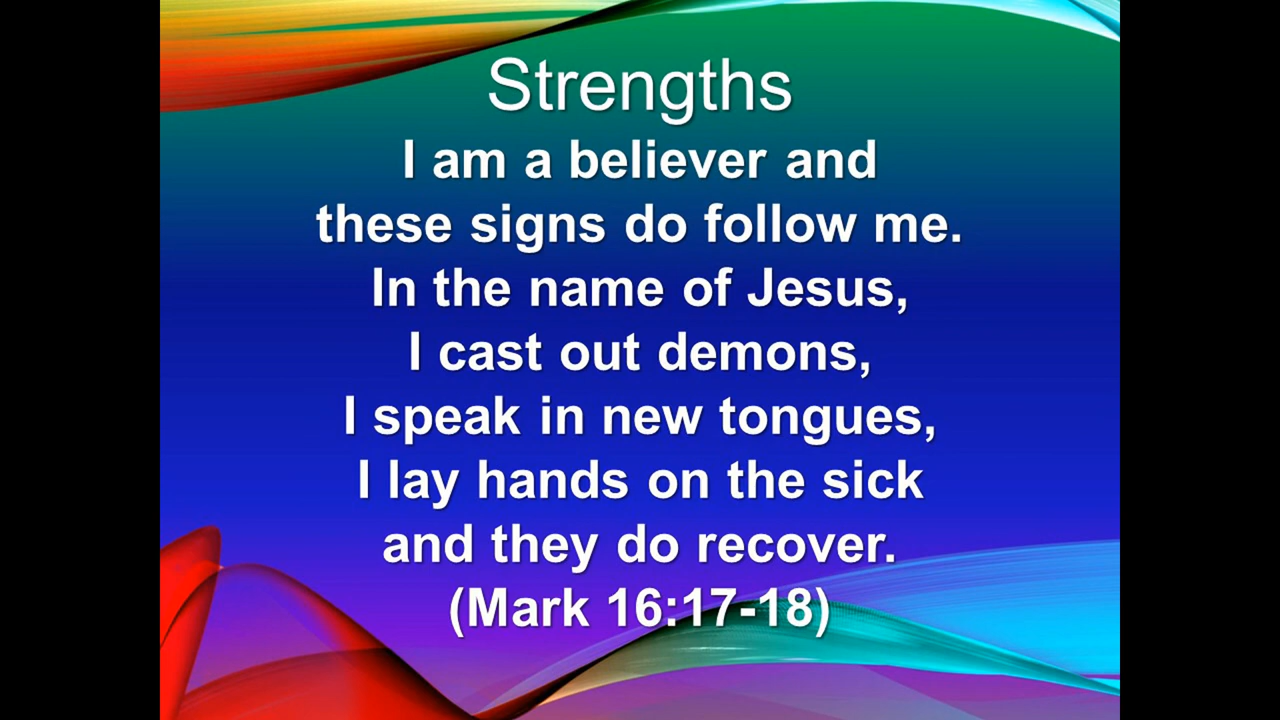 Strengths
I am a believer and
these signs do follow me.
In the name of Jesus,
I cast out demons,
I speak in new tongues,
I lay hands on the sick
and they do recover.
(Mark 16:17-18)